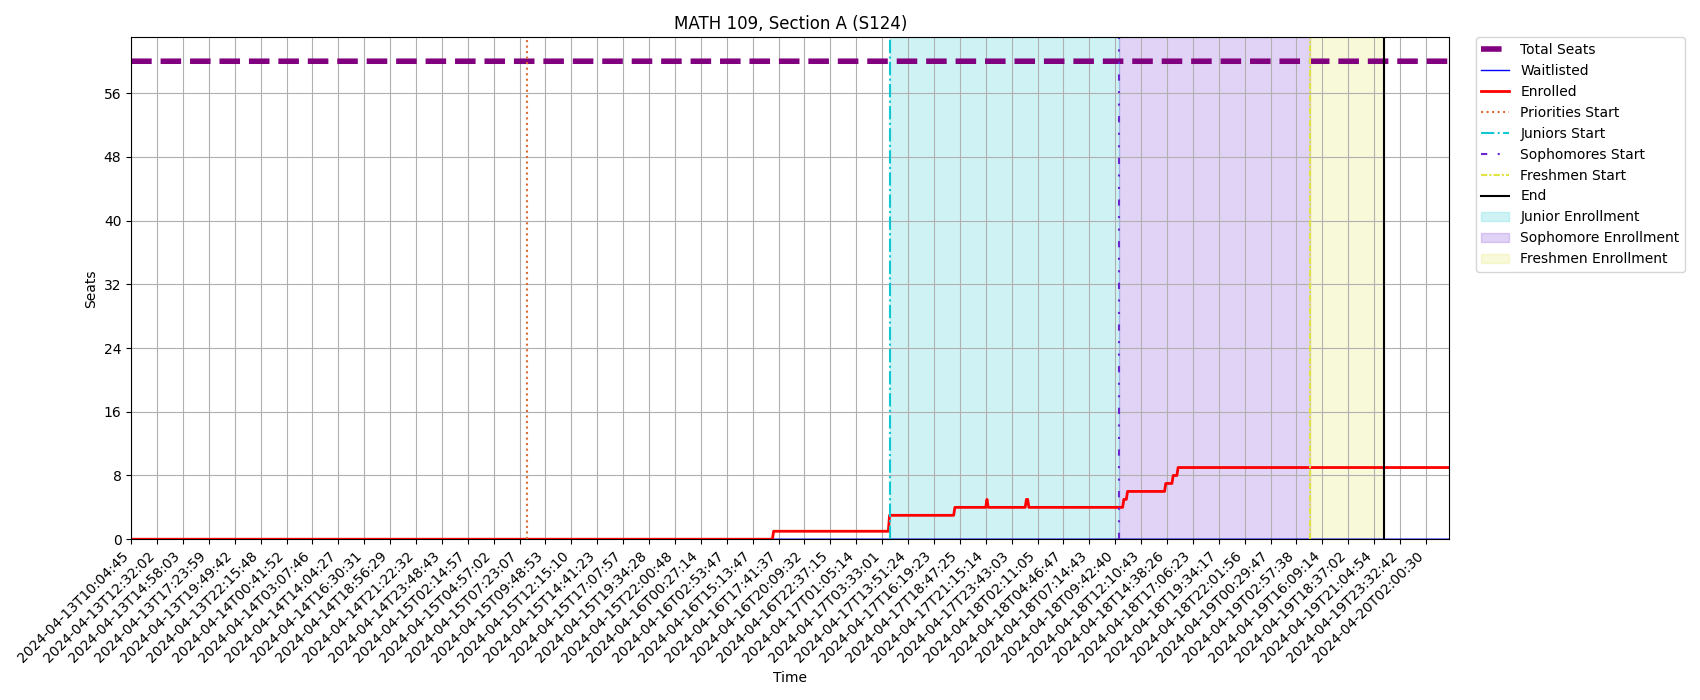 MATH 109, Section A (S124)
Total Seats
Waitlisted
Enrolled
Priorities Start
Juniors Start
Sophomores Start
Freshmen Start
End
Junior Enrollment
Sophomore Enrollment
Freshmen Enrollment
Seats
56
48
40
32
24
16
8
0
2024-04-13T10:04:45
2024-04-13T12:32:02
2024-04-13T14:58:03
2024-04-13T17:23:59
2024-04-13T19:49:42
2024-04-13T22:15:48
2024-04-14T00:41:52
2024-04-14T03:07:46
2024-04-14T14:04:27
2024-04-14T16:30:31
2024-04-14T18:56:29
2024-04-14T21:22:32
2024-04-14T23:48:43
2024-04-15T02:14:57
2024-04-15T04:57:02
2024-04-15T07:23:07
2024-04-15T09:48:53
2024-04-15T12:15:10
2024-04-15T14:41:23
2024-04-15T17:07:57
2024-04-15T19:34:28
2024-04-15T22:00:48
2024-04-16T00:27:14
2024-04-16T02:53:47
2024-04-16T15:13:47
2024-04-16T17:41:37
2024-04-16T20:09:32
2024-04-16T22:37:15
2024-04-17T01:05:14
2024-04-17T03:33:01
2024-04-17T13:51:24
2024-04-17T16:19:23
2024-04-17T18:47:25
2024-04-17T21:15:14
2024-04-17T23:43:03
2024-04-18T02:11:05
2024-04-18T04:46:47
2024-04-18T07:14:43
2024-04-18T09:42:40
2024-04-18T12:10:43
2024-04-18T14:38:26
2024-04-18T17:06:23
2024-04-18T19:34:17
2024-04-18T22:01:56
2024-04-19T00:29:47
2024-04-19T02:57:38
2024-04-19T16:09:14
2024-04-19T18:37:02
2024-04-19T21:04:54
2024-04-19T23:32:42
2024-04-20T02:00:30
Time